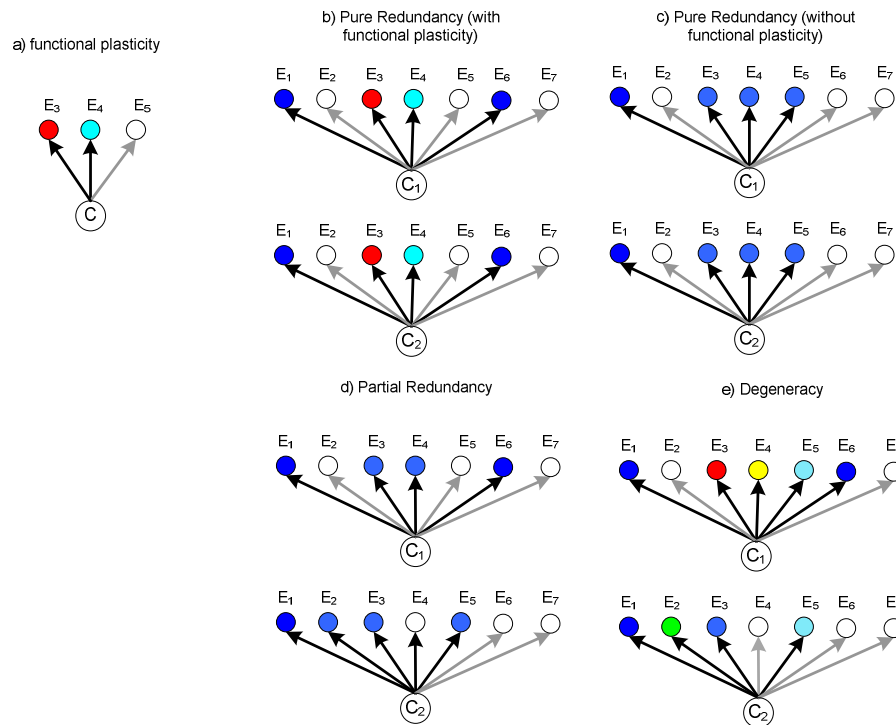 a) functional plasticity
E3 E4 E5
C
b) Pure Redundancy (with
functional plasticity)
E1 E2 E3 E4 E5 E6 E7
C1
E1 E2 E3 E4 E5 E6 E7
C2
c) Pure Redundancy (without
functional plasticity)
E1 E2 E3 E4 E5 E6 E7
C1
E1 E2 E3 E4 E5 E6 E7
C2
d) Partial Redundancy
E1 E2 E3 E4 E5 E6 E7
C1
E1 E2 E3 E4 E5 E6 E7
C2
e) Degeneracy
E1 E2 E3 E4 E5 E6 E
C1
E1 E2 E3 E4 E5 E6 E
C2